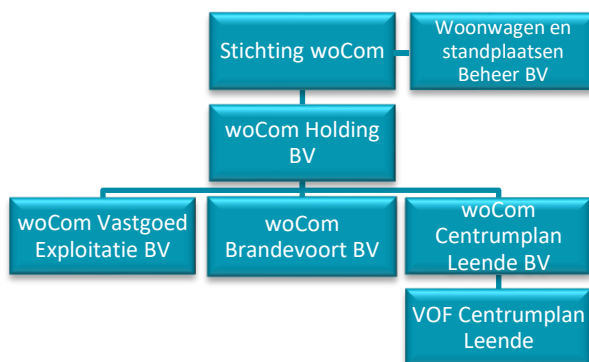 Stichting woCom
Woonwagen en
standplaatsen
Beheer BV
woCom Holding
BV
woCom Vastgoed
Exploitatie BV
woCom
Brandevoort BV
woCom
Centrumplan
Leende BV
VOF Centrumplan
Leende